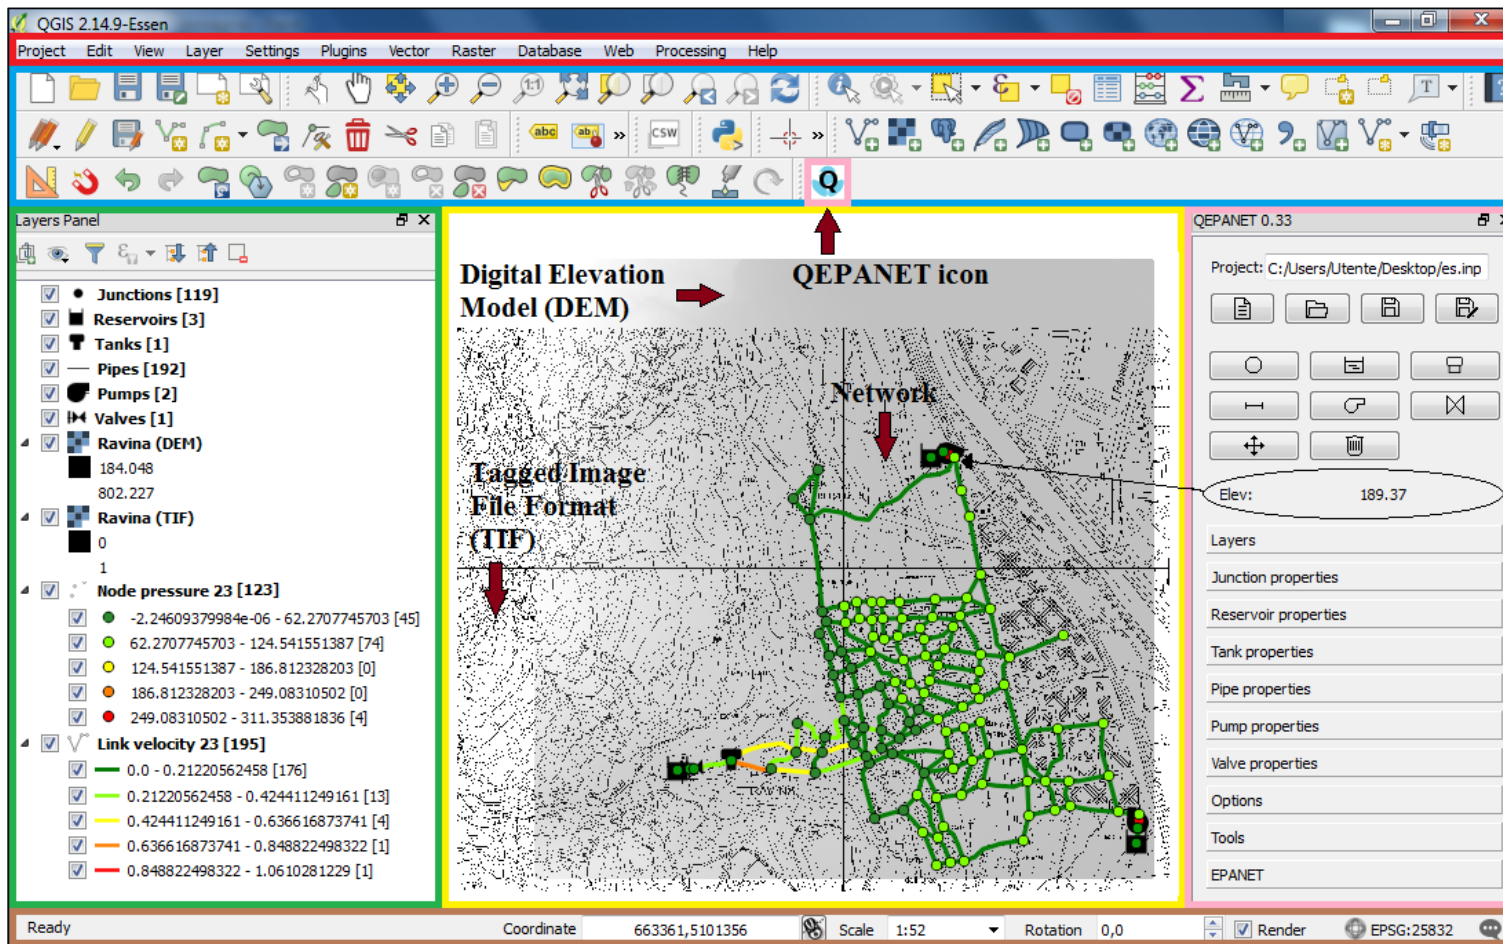 QGIS 2.14.9-Essen
Project Edit View Layer Settings Plugins Vector Raster Database Web Processing Help
1:1
T
abc
abc
»
CSW
»
Q
Layers Panel
Junctions [119]
Reservoirs [3]
Tanks [1]
Pipes [192]
Pumps [2]
Valves [1]
Ravina (DEM)
184.048
802.227
Ravina (TIF)
0
1
Node pressure 23 [123]
-2.24609379984e-06 - 62.2707745703 [45]
62.2707745703 - 124.541551387 [74]
124.541551387 - 186.812328203 [0]
186.812328203 - 249.08310502 [0]
249.08310502 - 311.353881836 [4]
Link velocity 23 [195]
0.0 - 0.21220562458 [176]
0.21220562458 - 0.424411249161 [13]
0.424411249161 - 0.636616873741 [4]
0.636616873741 - 0.848822498322 [1]
0.848822498322 - 1.0610281229 [1]
Digital Elevation
Model (DEM)
QEPANET icon
Network
Tagged Image
File Format
(TIF)
QEPANET 0.33
Project: C:/Users/Utente/Desktop/es.inp
Elev: 189.37
Layers
Junction properties
Reservoir properties
Tank properties
Pipe properties
Pump properties
Valve properties
Options
Tools
EPANET
Ready Coordinate 663361,5101356 Scale 1:52 Rotation 0,0 Render EPSG:25832